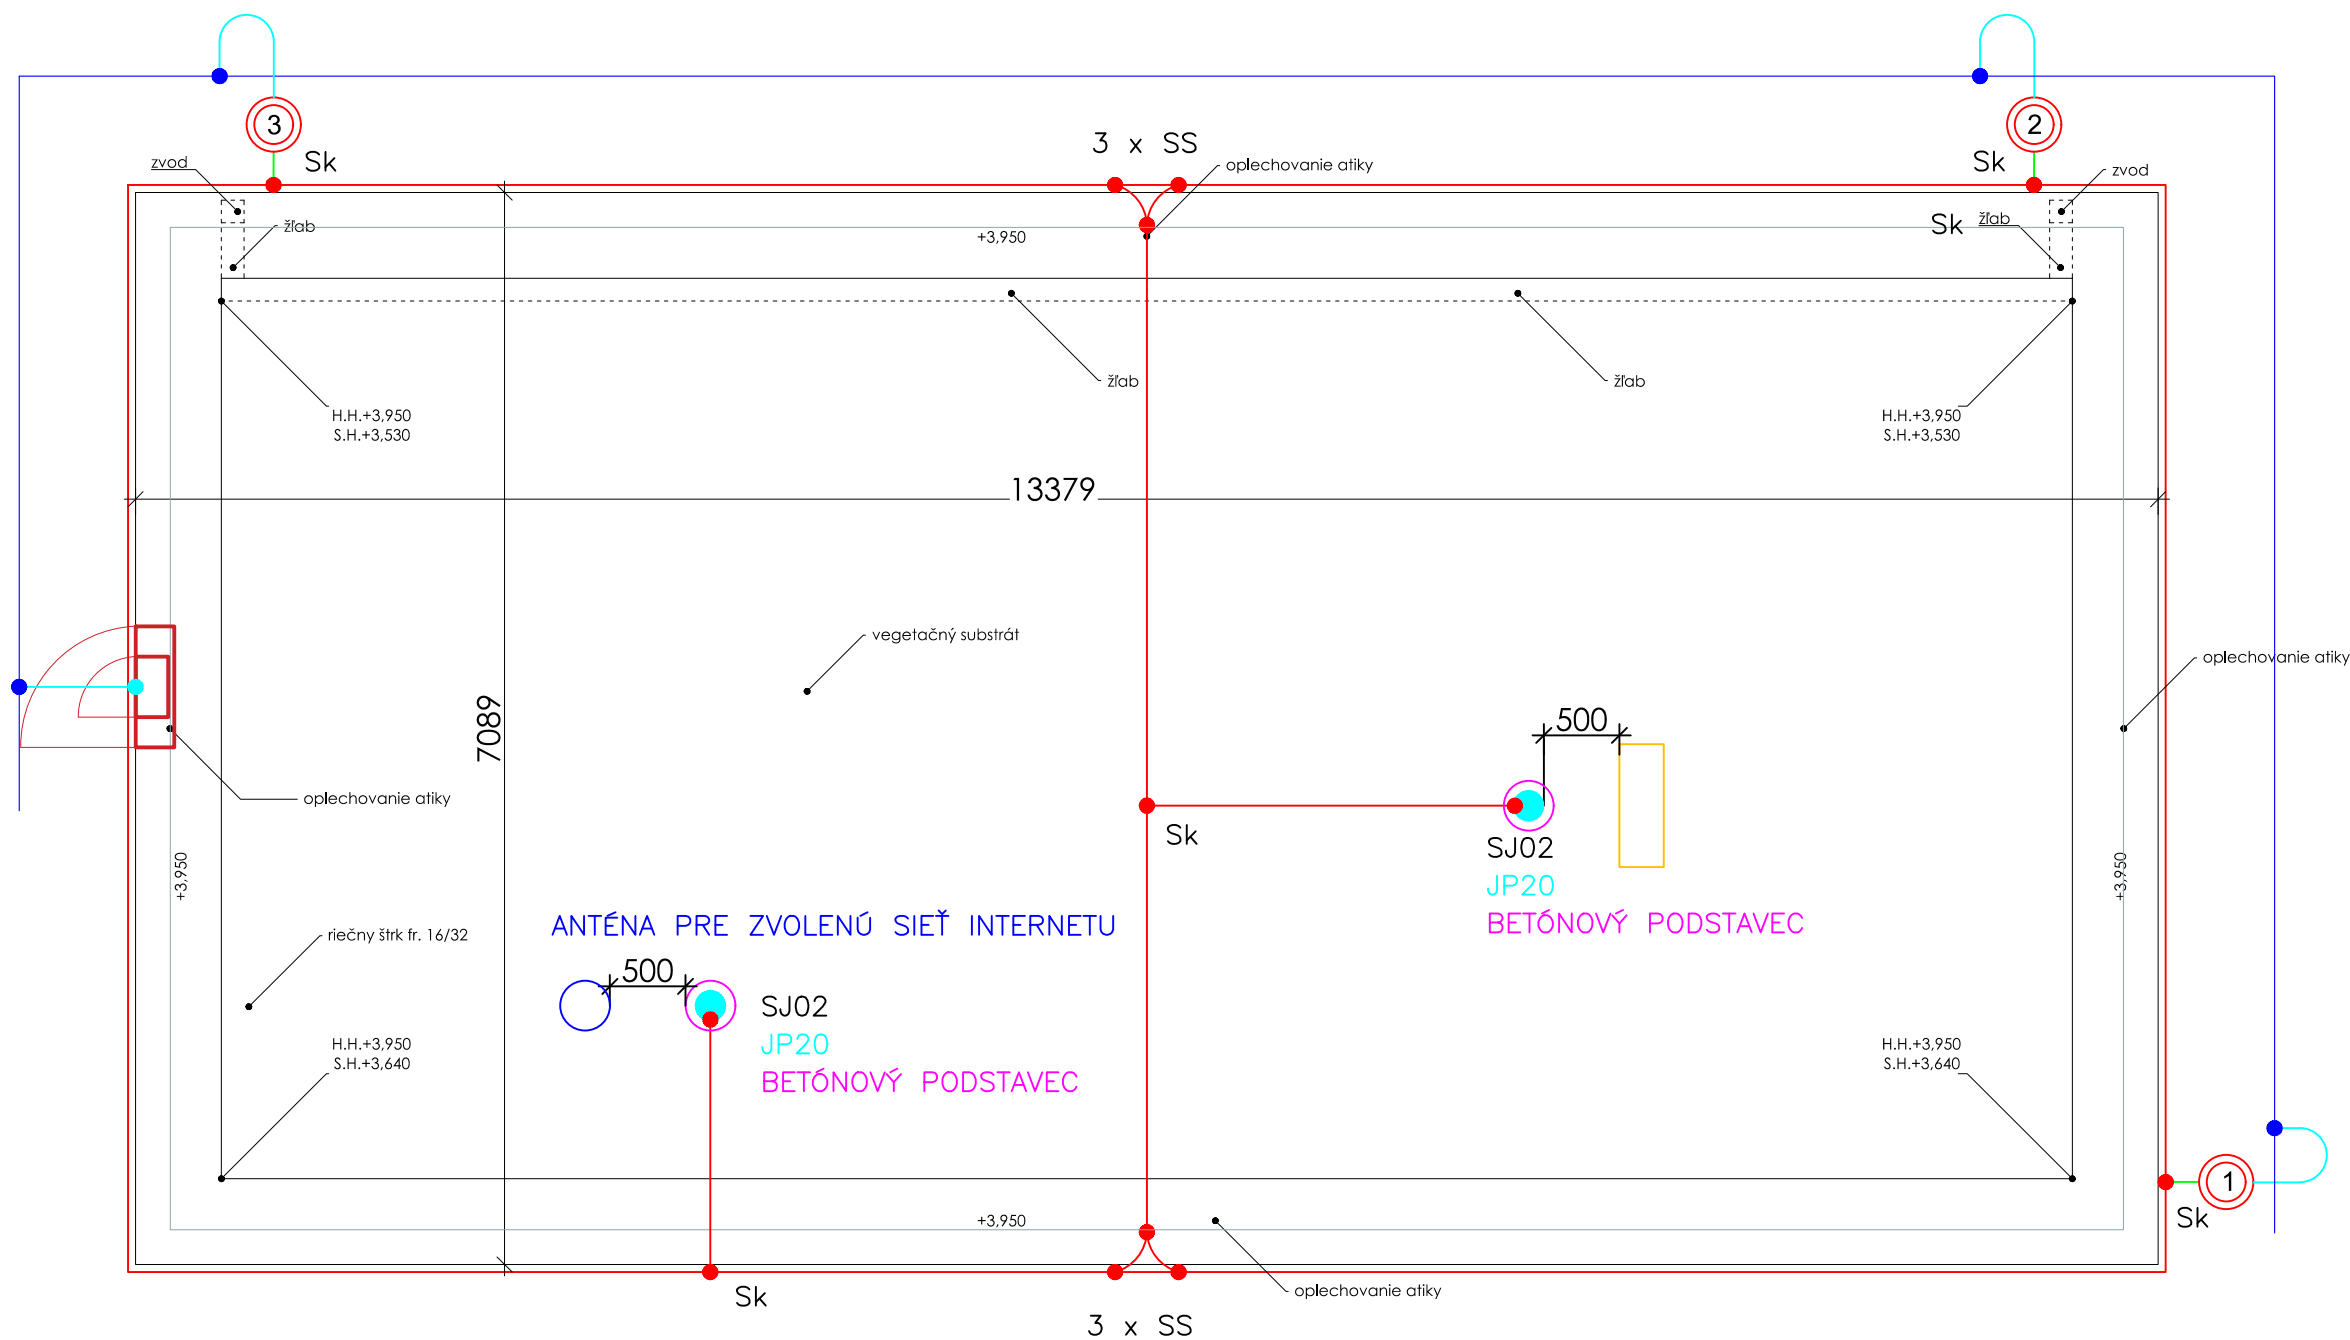 3
2
Sk
3 x SS
Sk
zvod
oplechovanie atiky
zvod
žľab
+3,950
Sk
žľab
žľab
žľab
H.H.+3,950
S.H.+3,530
H.H.+3,950
S.H.+3,530
13379
vegetačný substrát
oplechovanie atiky
7089
500
oplechovanie atiky
Sk
SJ02
JP20
BETÓNOVÝ PODSTAVEC
+3,950
+3,950
ANTÉNA PRE ZVOLENÚ SIEŤ INTERNETU
riečny štrk fr. 16/32
500
SJ02
JP20
BETÓNOVÝ PODSTAVEC
H.H.+3,950
S.H.+3,640
H.H.+3,950
S.H.+3,640
1
Sk
+3,950
oplechovanie atiky
Sk
3 x SS